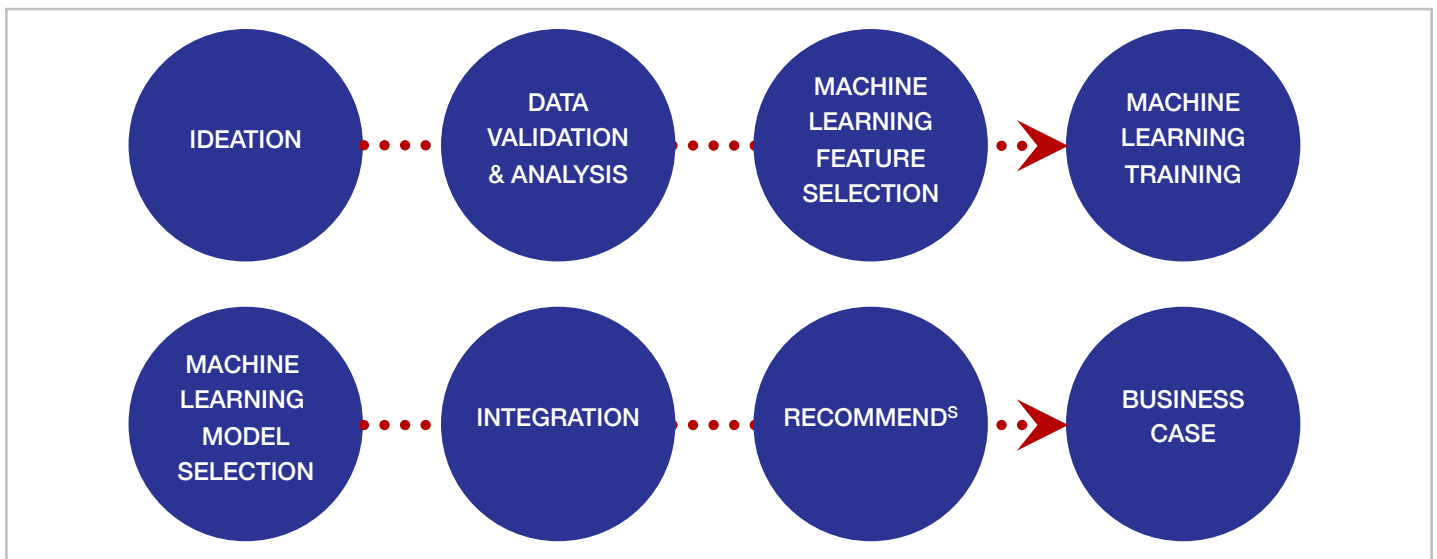 IDEATION
DATA
VALIDATION
& ANALYSIS
MACHINE
LEARNING
FEATURE
SELECTION
MACHINE
LEARNING
TRAINING
MACHINE
LEARNING
MODEL
SELECTION
INTEGRATION
RECOMMENDS
BUSINESS
CASE